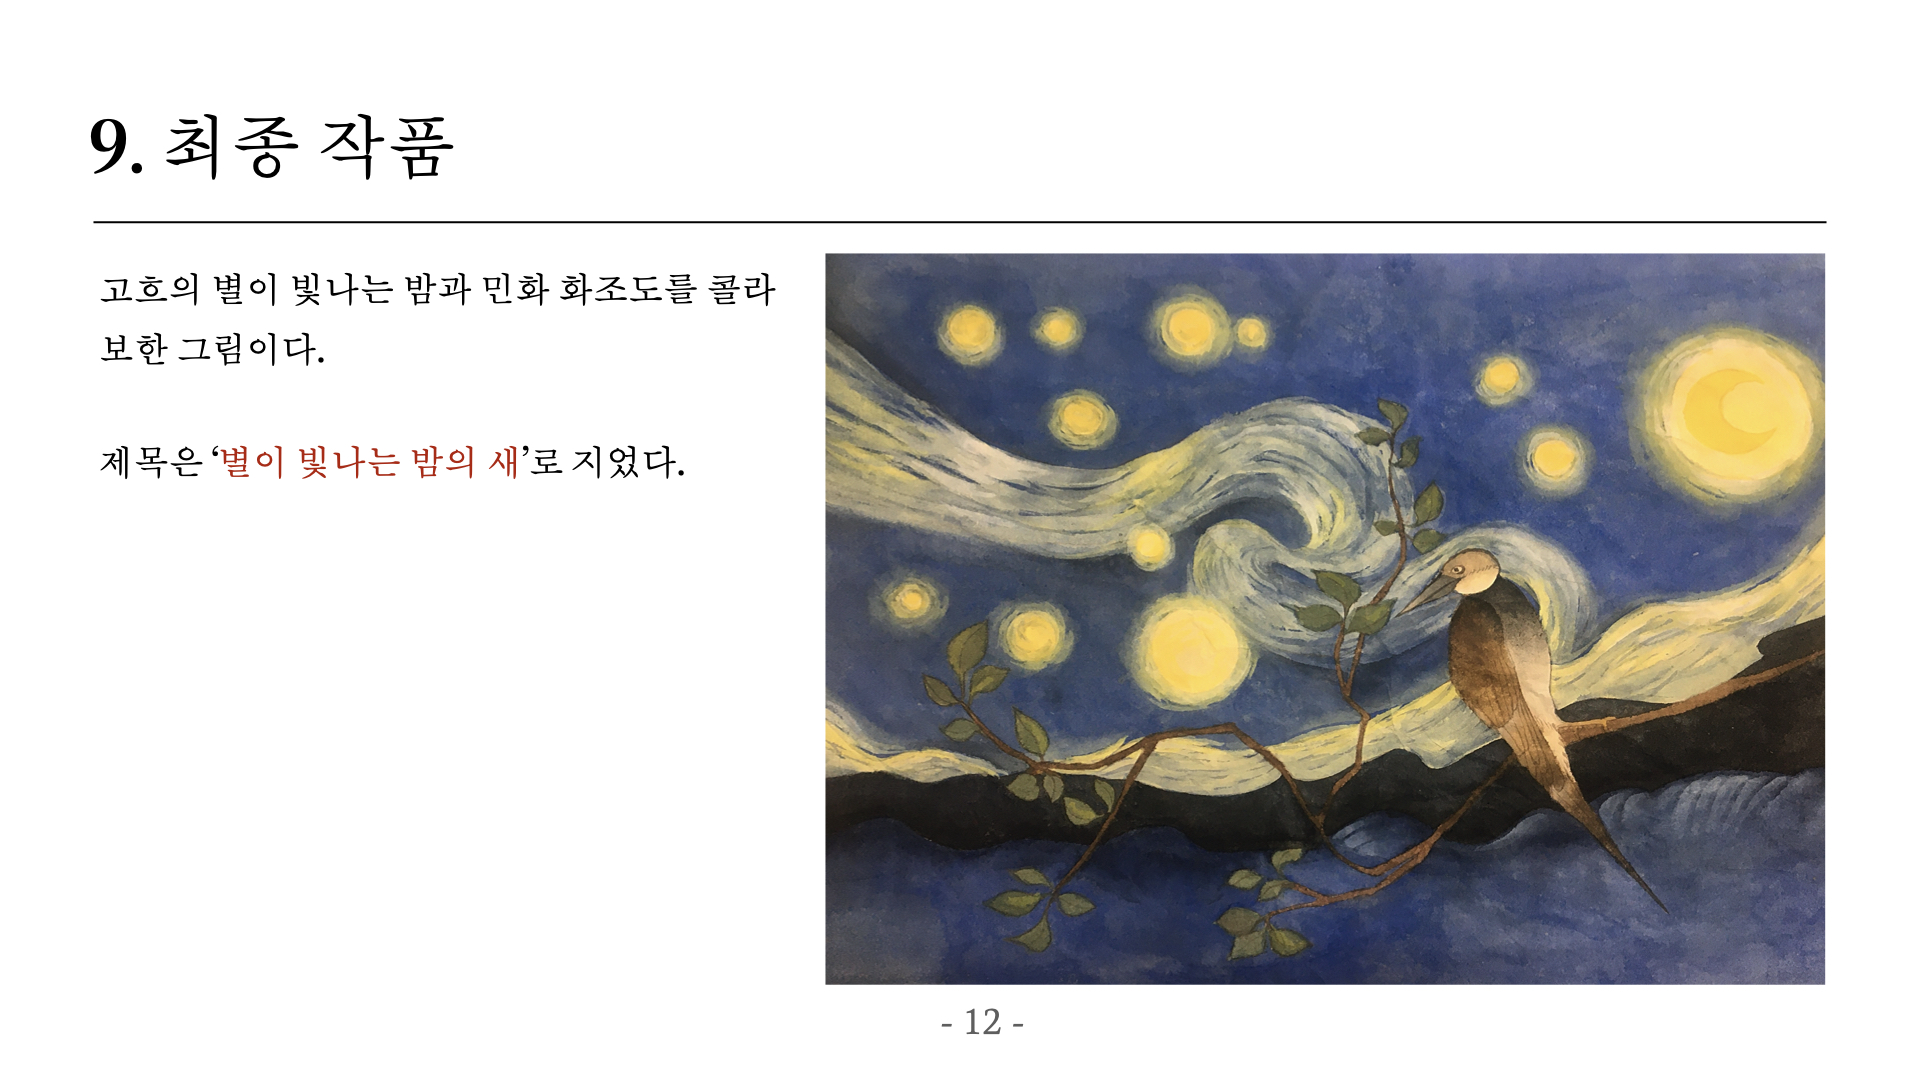 9. 최종 작품
고흐의 별이 빛나는 밤과 민화 화조도를 콜라
보한 그림이다.
제목은 ‘별이 빛나는 밤의 새’로 지었다.
- 12 -